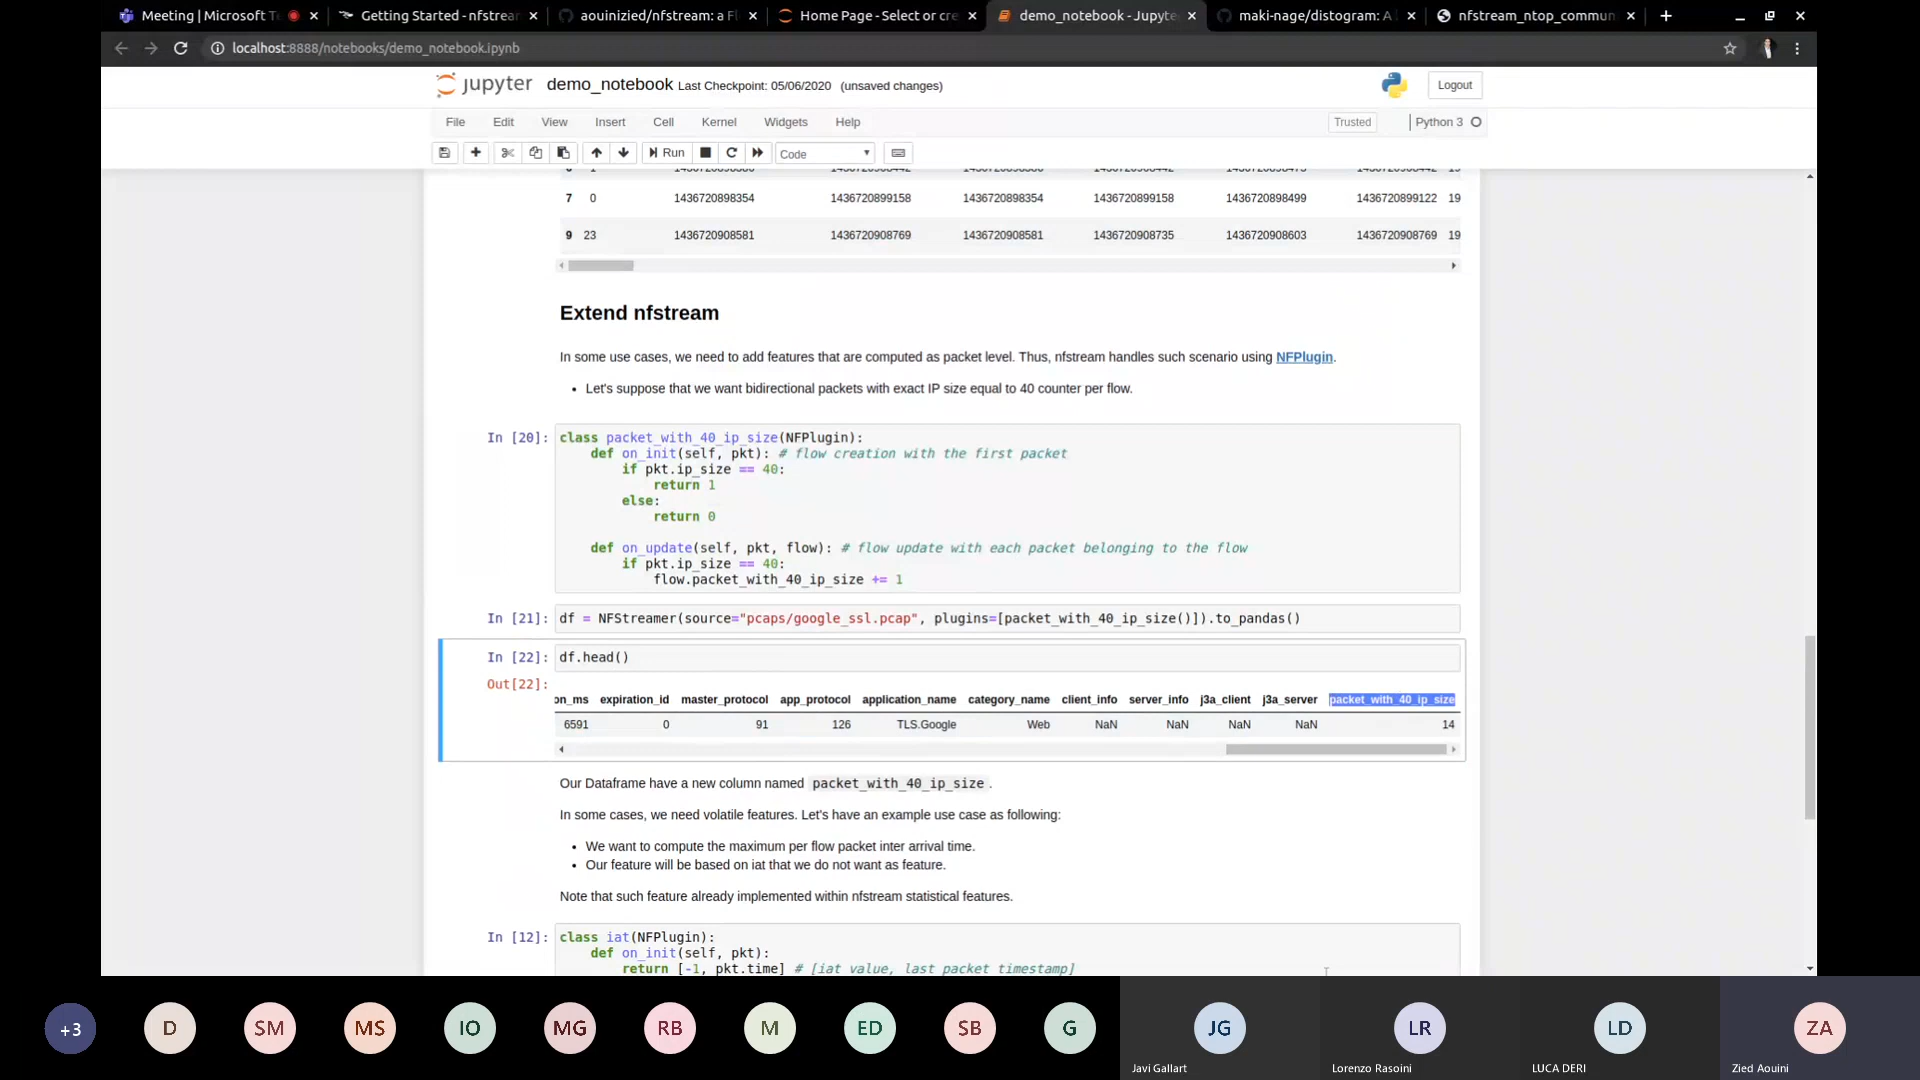 Meeting | Microsoft T
Getting Started - nfstrear
aouinizied/nfstream: a F
Home Page - Select or cre
demo_notebook - Jupyte
maki-nage/distogram: A
nfstream_ntop_commun
localhost:8888/notebooks/demo_notebook.ipynb
jupyter demo_notebook Last Checkpoint: 05/06/2020 (unsaved changes)
Logout
File Edit View Insert Cell Kernel Widgets Help
Trusted
Python 3
Run
Code
7 0 1436720898354 1436720899158 1436720898354 1436720899158 1436720898499 1436720899122 19
9 23 1436720908581 1436720908769 1436720908581 1436720908735 1436720908603 1436720908769 19
Extend nfstream
In some use cases, we need to add features that are computed as packet level. Thus, nfstream handles such scenario using NFPlugin.
• Let's suppose that we want bidirectional packets with exact IP size equal to 40 counter per flow.
In [20]: class packet_with_40_ip_size(NFPlugin):
def on_init(self, pkt): # flow creation with the first packet
if pkt.ip_size == 40:
return 1
else:
return 0
def on_update(self, pkt, flow): # flow update with each packet belonging to the flow
if pkt.ip_size == 40:
flow.packet_with_40_ip_size += 1
In [21]: df = NFStreamer(source="pcaps/google_ssl.pcap", plugins=[packet_with_40_ip_size()]).to_pandas()
In [22]: df.head()
Out[22]:
on_ms expiration_id master_protocol app_protocol application_name category_name client_info server_info j3a_client j3a_server packet_with_40_ip_size
6591 0 91 126 TLS.Google Web NaN NaN NaN NaN 14
Our Dataframe have a new column named packet_with_40_ip_size .
In some cases, we need volatile features. Let's have an example use case as following:
• We want to compute the maximum per flow packet inter arrival time.
• Our feature will be based on iat that we do not want as feature.
Note that such feature already implemented within nfstream statistical features.
In [12]: class iat(NFPlugin):
def on_init(self, pkt):
return [-1, pkt.time] # [iat value, last packet timestamp]
+3 D SM MS IO MG RB M ED SB G JG LR LD ZA
Javi Gallart
Lorenzo Rasoini
LUCA DERI
Zied Aouini